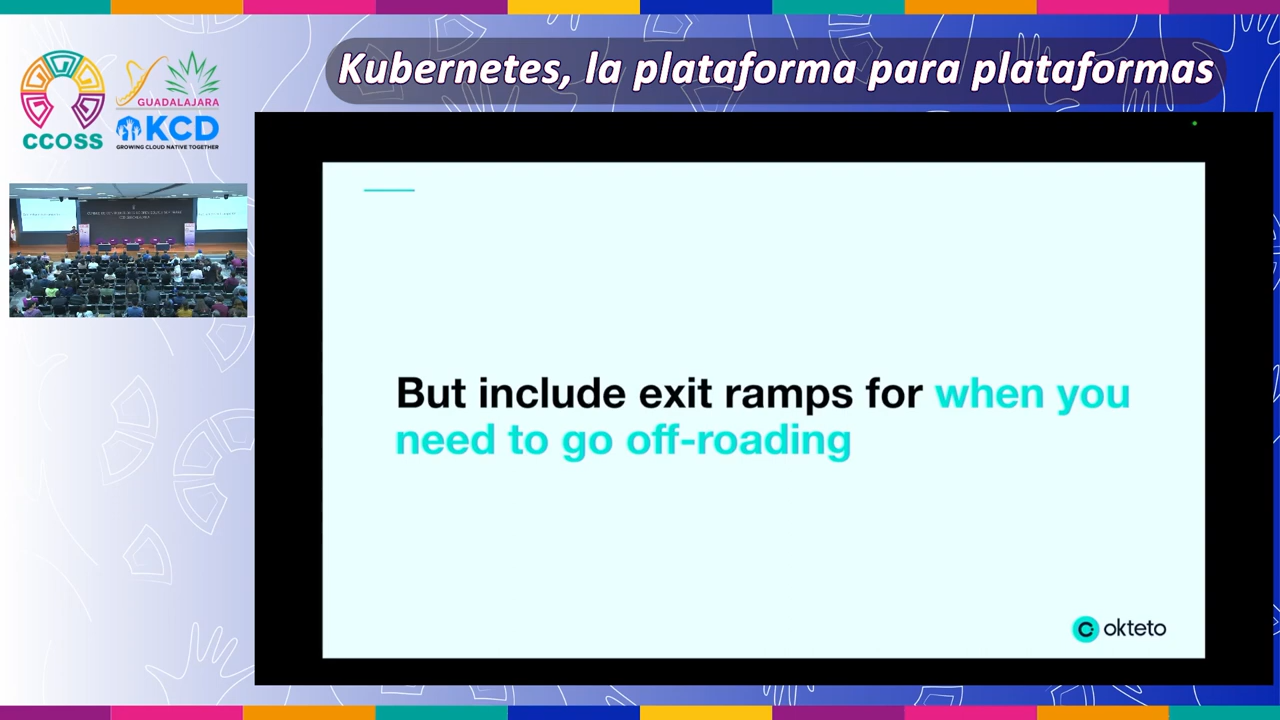 Kubernetes, la plataforma para plataformas
CCOSS
GUADALAJARA
KCD
GROWING CLOUD NATIVE TOGETHER
But include exit ramps for when you
need to go off-roading
okteto